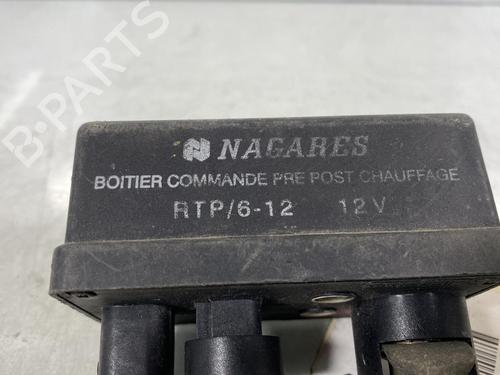 NAGARES
BOITIER COMMANDE PRE POST CHAUFFAGE
RTP/6-12 12V
B-PARTS